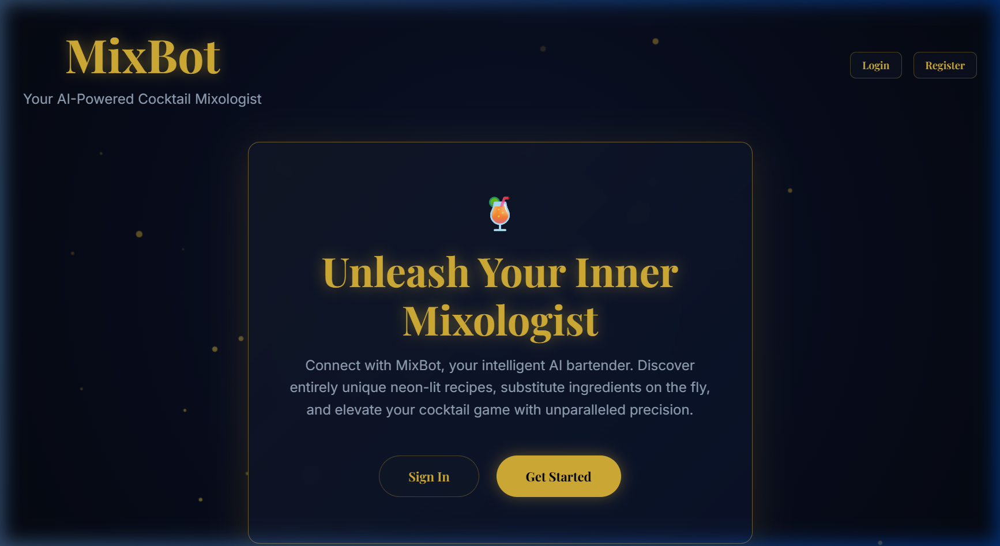 MixBot
Your AI-Powered Cocktail Mixologist
Login
Register
Unleash Your Inner
Mixologist
Connect with MixBot, your intelligent AI bartender. Discover
entirely unique neon-lit recipes, substitute ingredients on the fly,
and elevate your cocktail game with unparalleled precision.
Sign In
Get Started